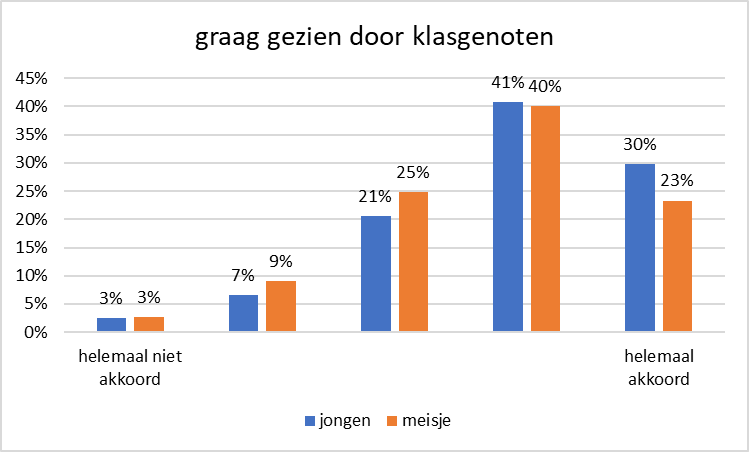 graag gezien door klasgenoten
45%
40%
35%
30%
25%
20%
15%
10%
5%
0%
3%
3%
7%
9%
21%
25%
41%
40%
30%
23%
helemaal niet
akkoord
helemaal
akkoord
jongen
meisje